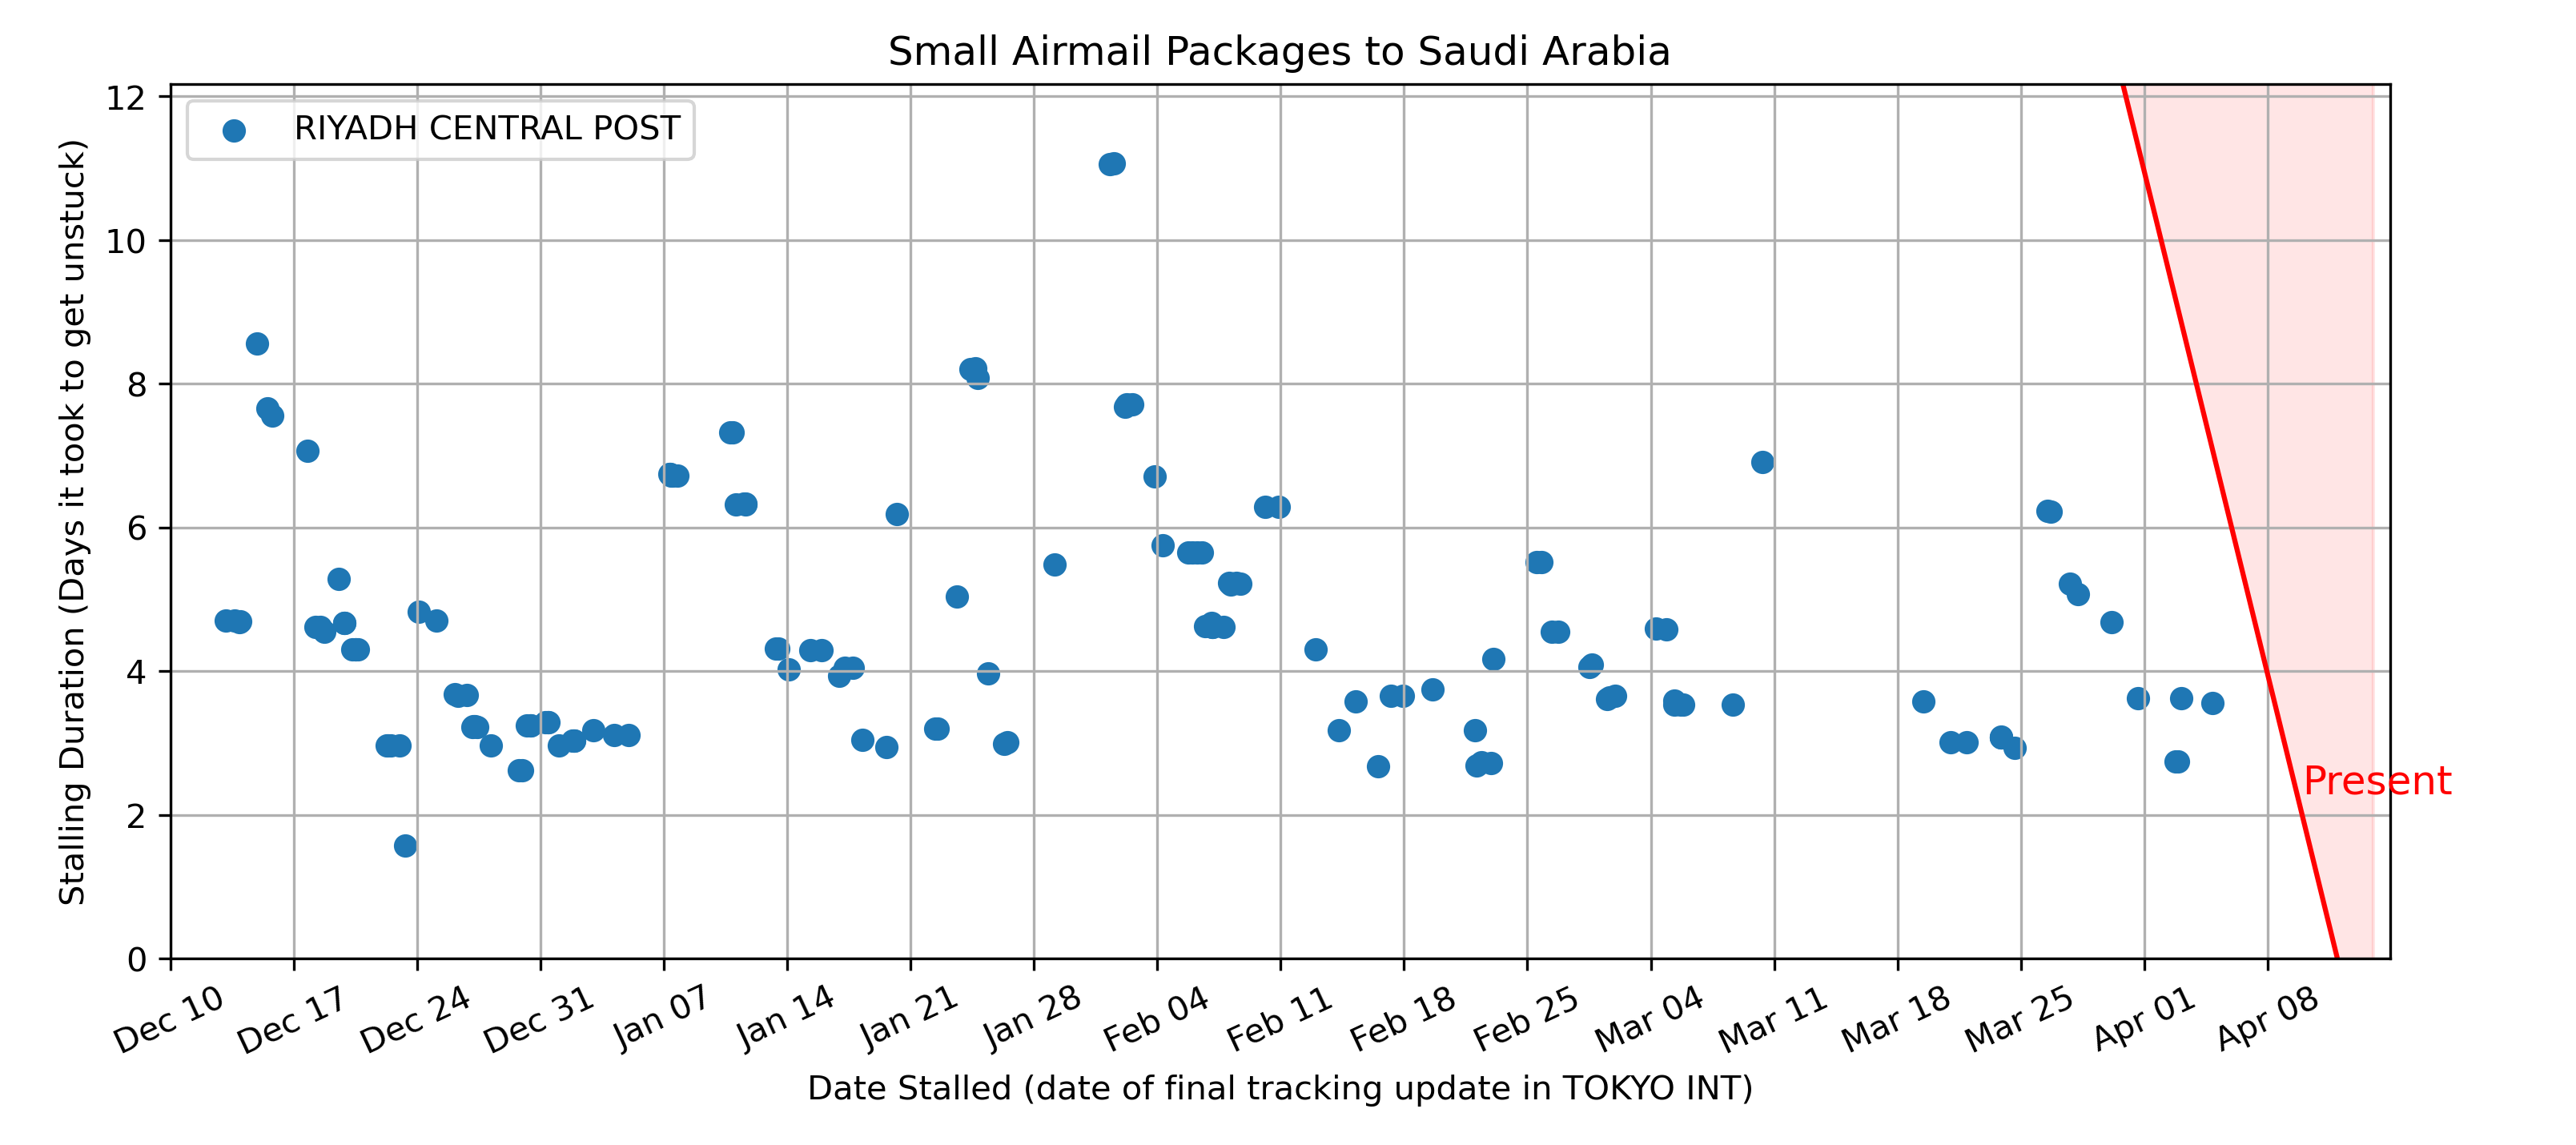 Small Airmail Packages to Saudi Arabia
RIYADH CENTRAL POST
Stalling Duration (Days it took to get unstuck)
12
10
8
6
4
2
0
Present
Dec 10
Dec 17
Dec 24
Dec 31
Jan 07
Jan 14
Jan 21
Jan 28
Feb 04
Feb 11
Feb 18
Feb 25
Mar 04
Mar 11
Mar 18
Mar 25
Apr 01
Apr 08
Date Stalled (date of final tracking update in TOKYO INT)